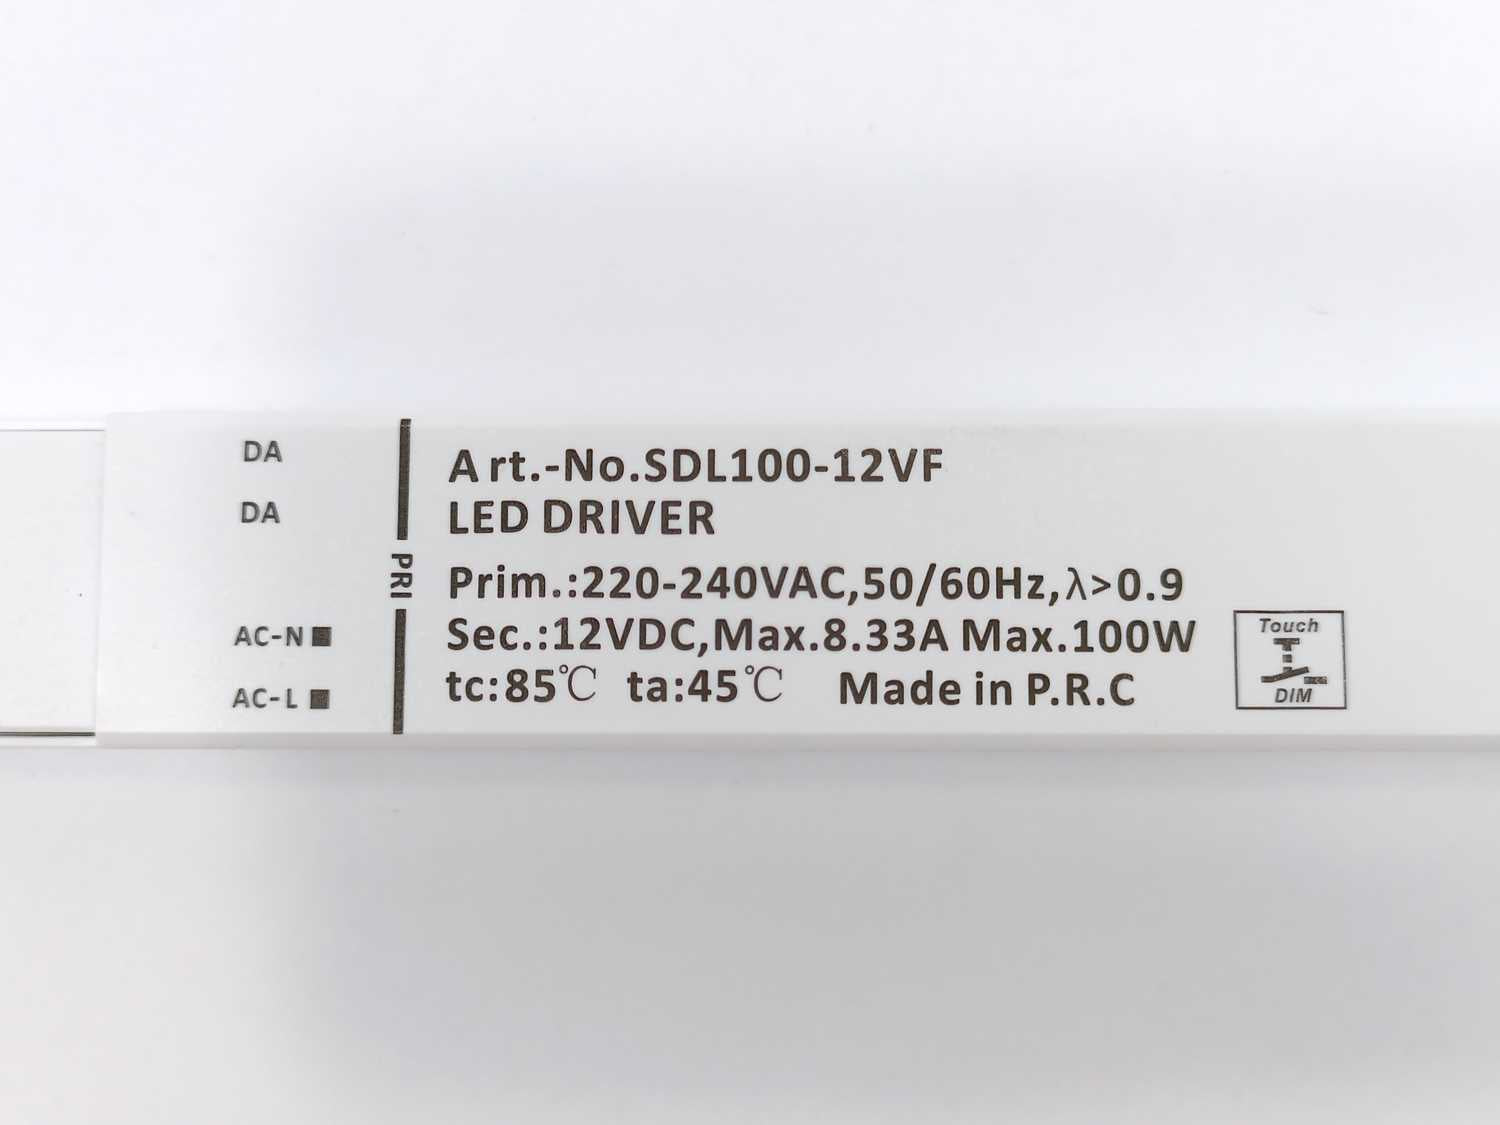 DA
DA
AC-N
AC-L
PRI
Art.-No.SDL100-12VF
LED DRIVER
Prim.:220-240VAC,50/60Hz,λ>0.9
Sec.:12VDC,Max.8.33A Max.100W
tc:85℃ ta:45℃ Made in P.R.C
Touch
DIM